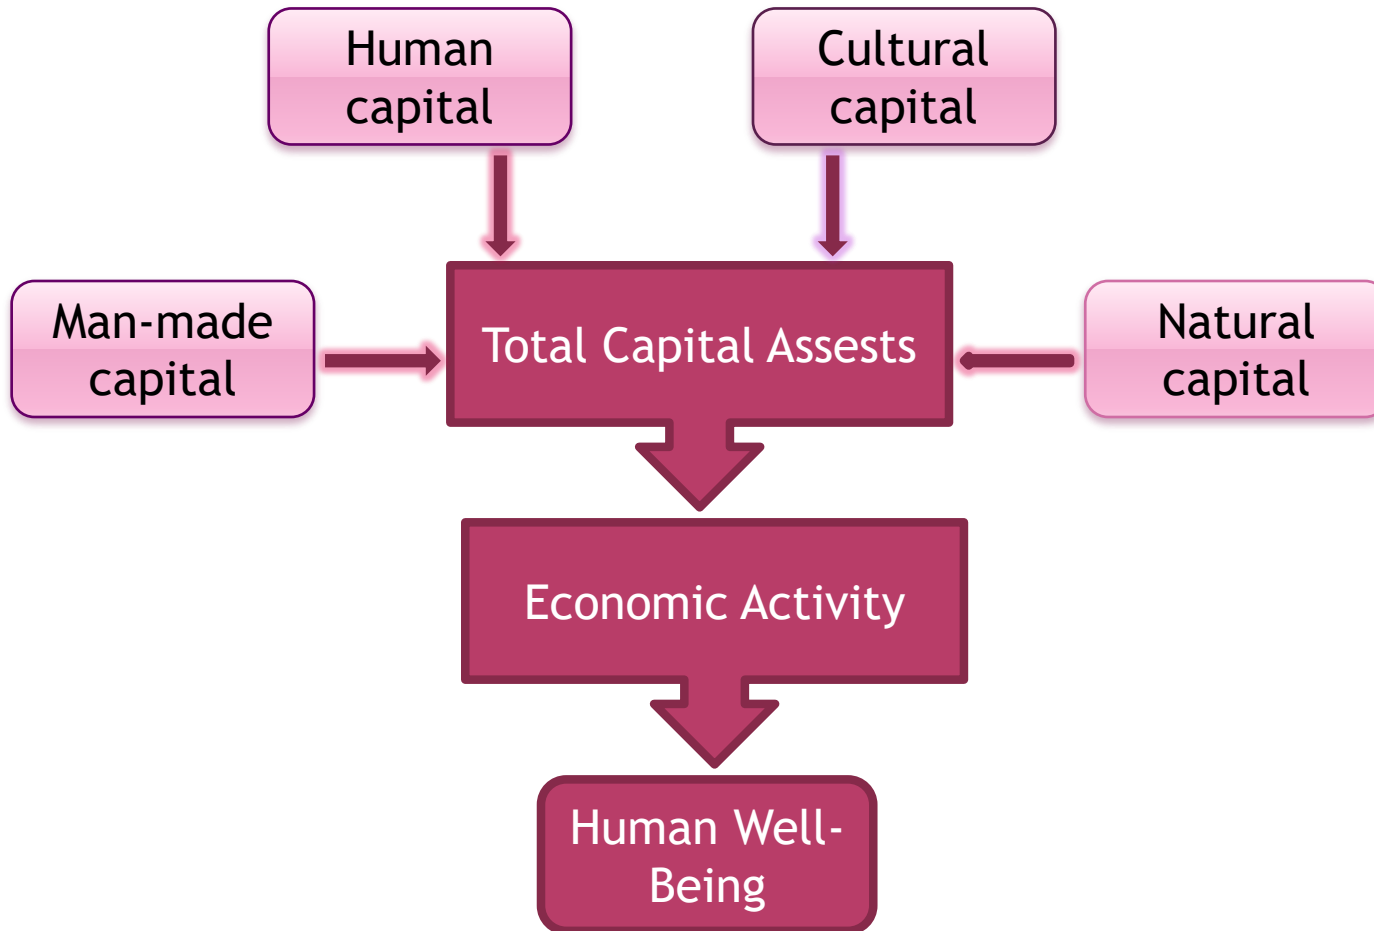 Human
capital
Cultural
capital
Man-made
capital
Total Capital Assests
Natural
capital
Economic Activity
Human Well-
Being